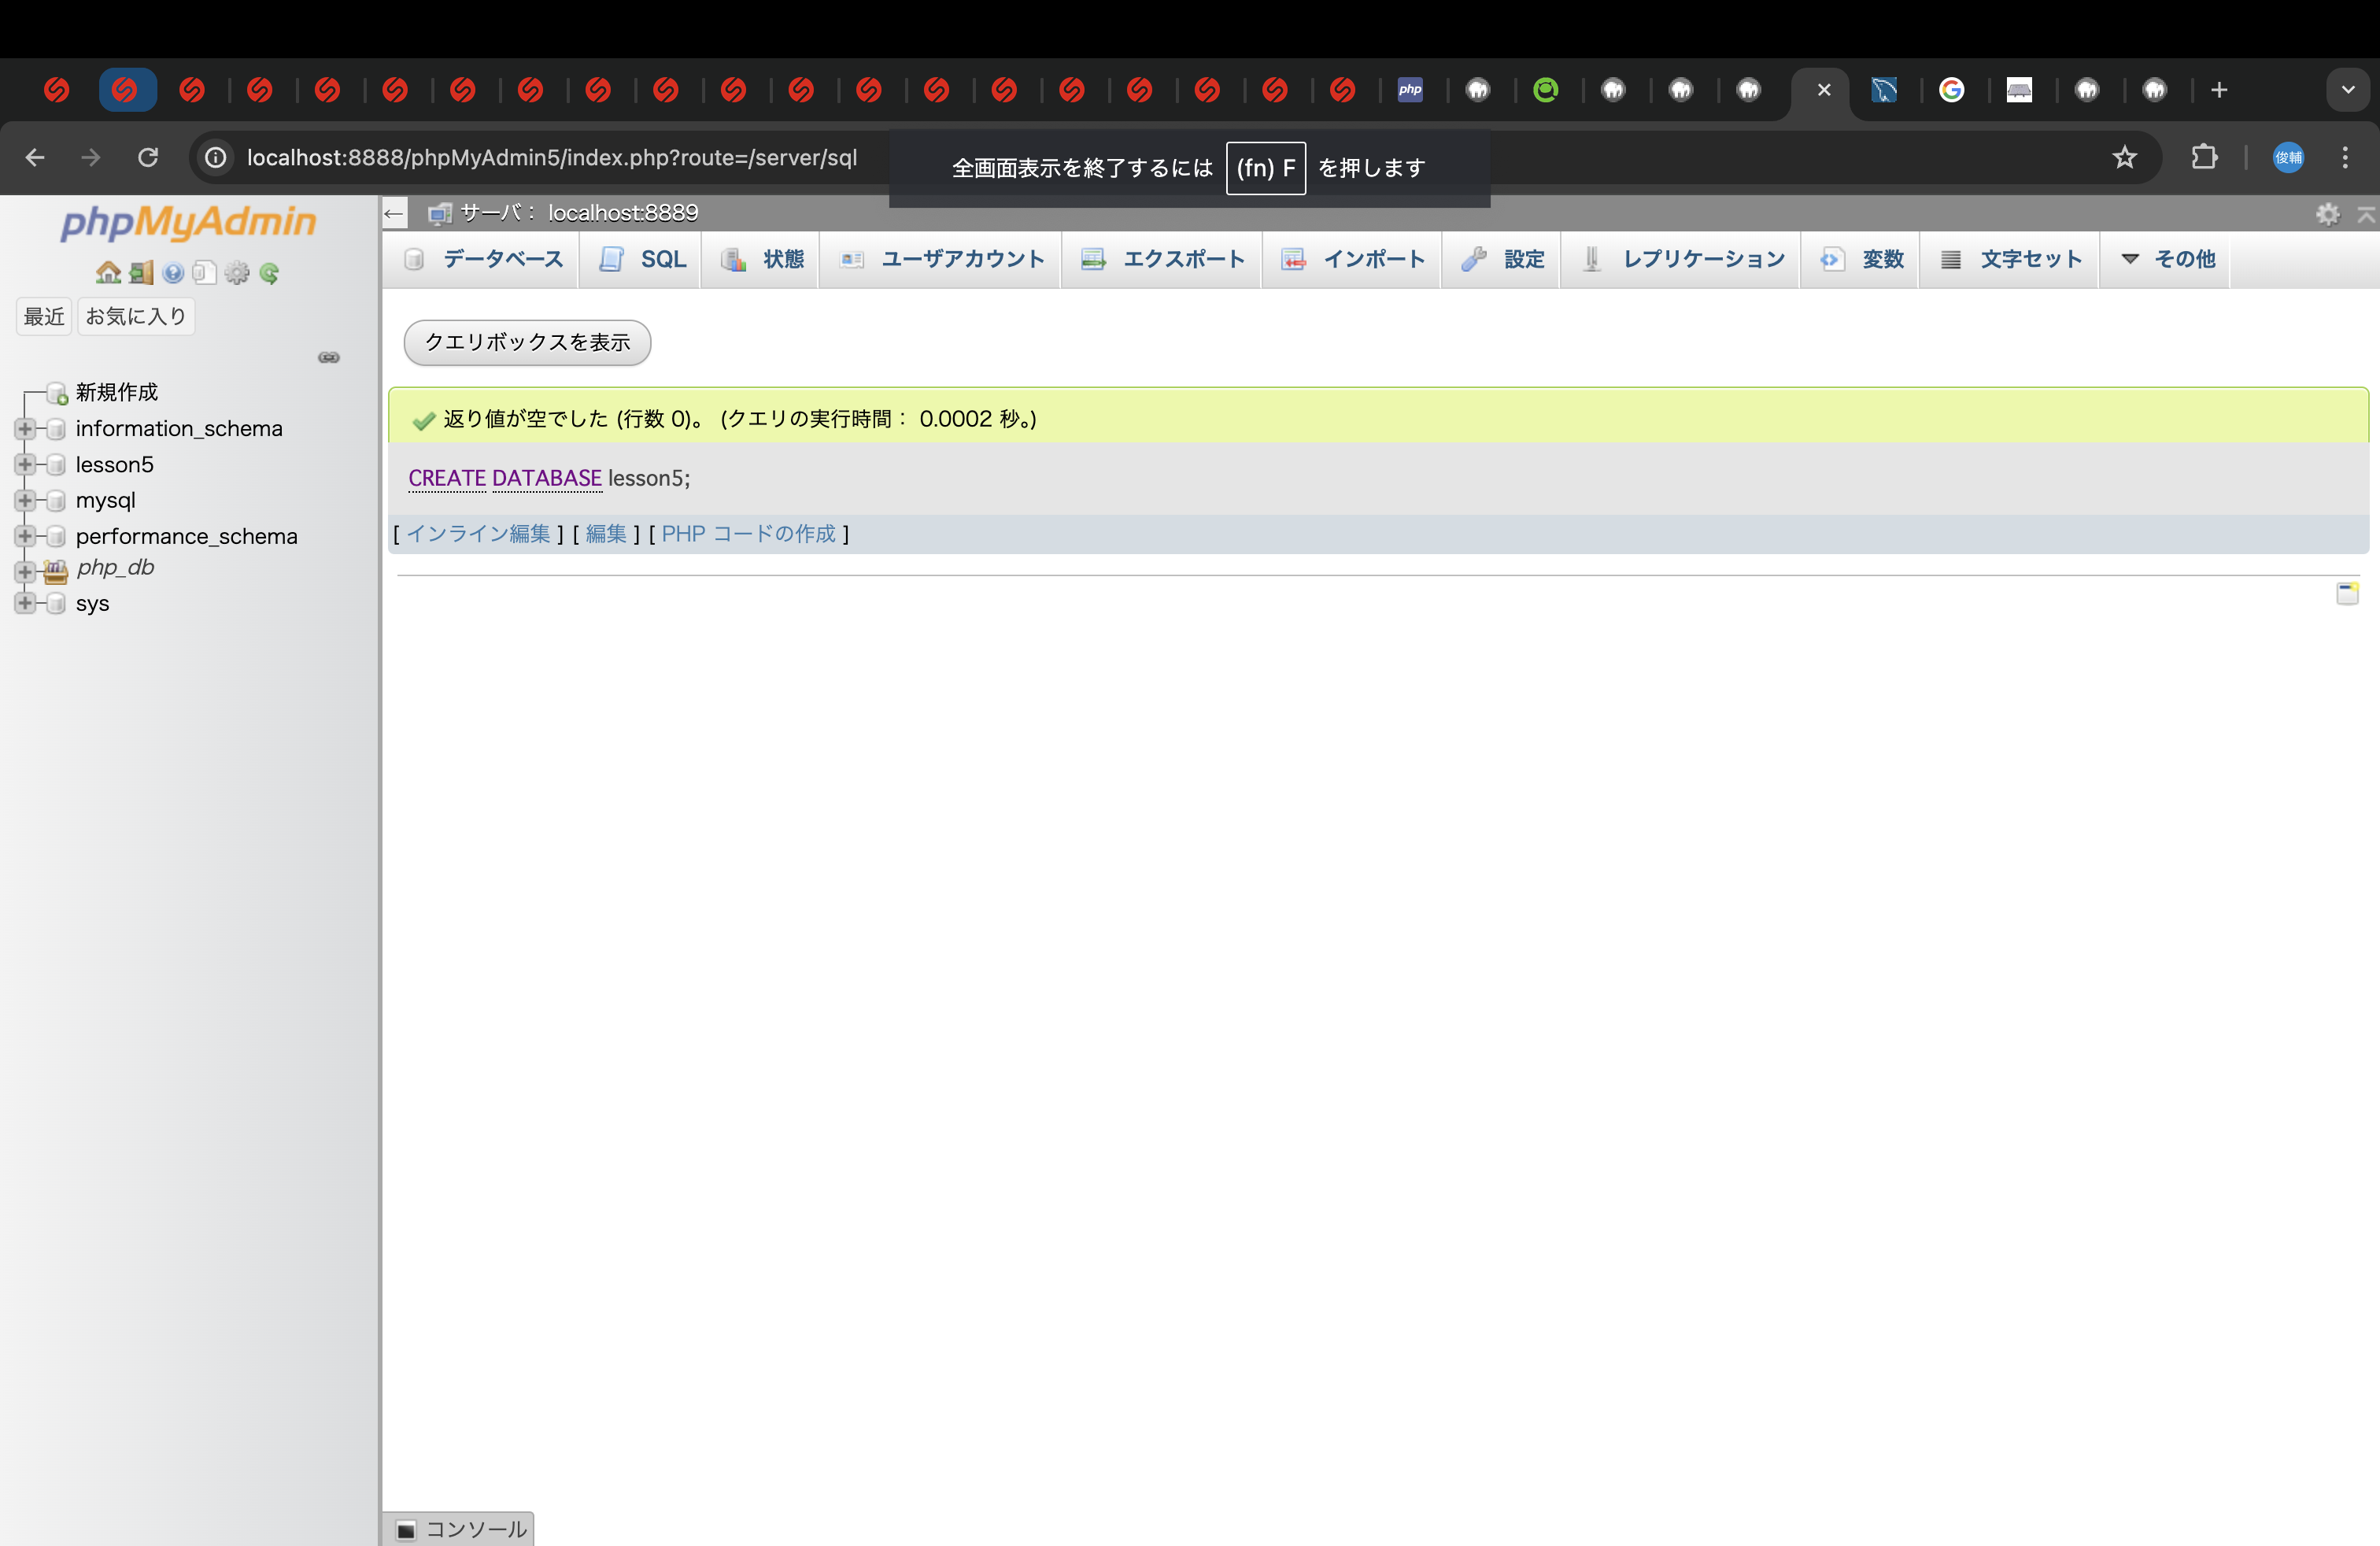 php
localhost:8888/phpMyAdmin5/index.php?route=/server/sql
全画面表示を終了するには (fn) F を押します
俊輔
phpMyAdmin
最近 お気に入り
新規作成
information_schema
lesson5
mysql
performance_schema
php_db
sys
サーバ： localhost:8889
データベース SQL 状態 ユーザアカウント エクスポート インポート 設定 レプリケーション 変数 文字セット その他
クエリボックスを表示
返り値が空でした (行数 0)。 (クエリの実行時間： 0.0002 秒。)
CREATE DATABASE lesson5;
[ インライン編集 ] [ 編集 ] [ PHP コードの作成 ]
コンソール